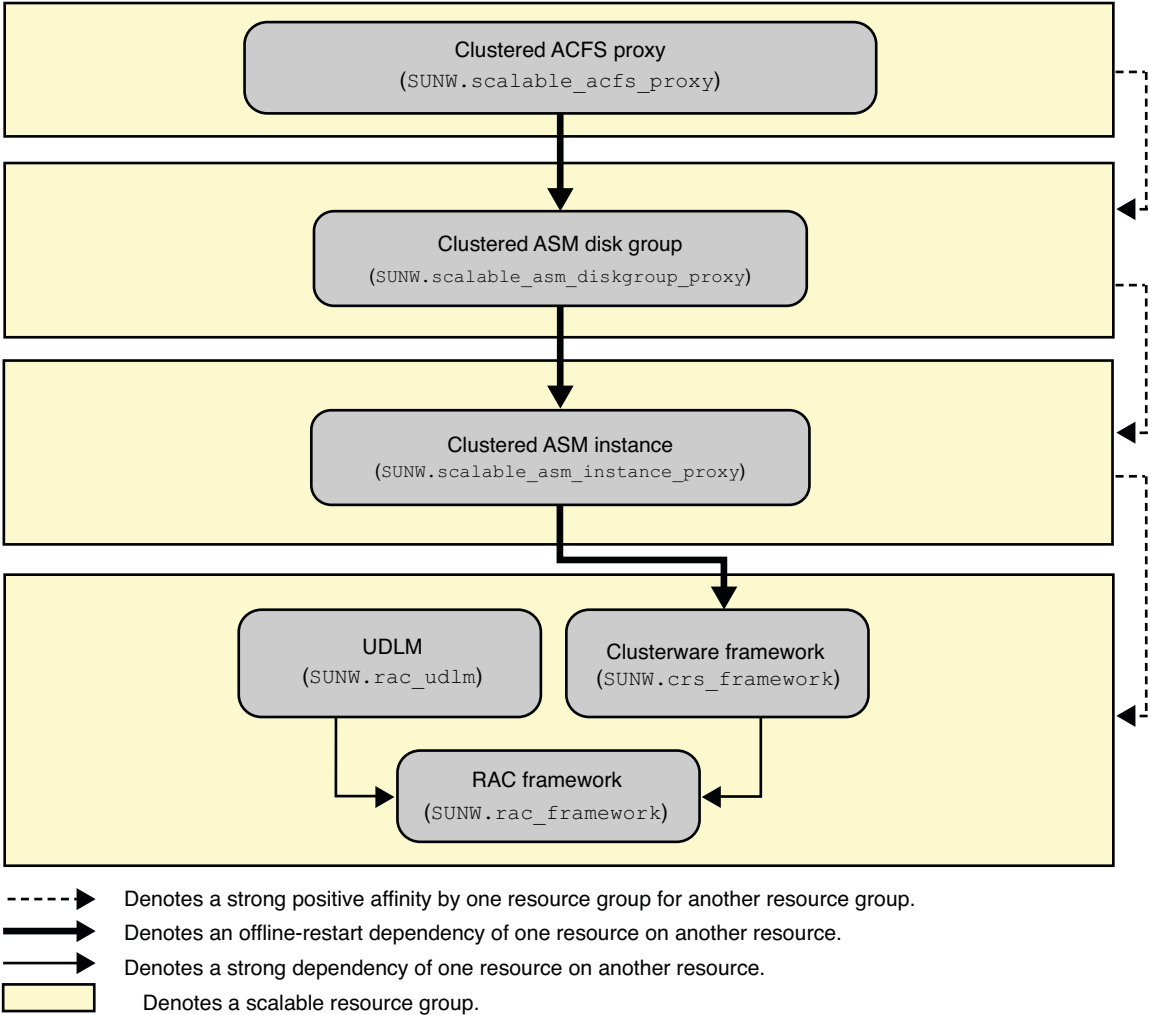 Clustered ACFS proxy
(SUNW.scalable_acfs_proxy)
Clustered ASM disk group
(SUNW.scalable_asm_diskgroup_proxy)
Clustered ASM instance
(SUNW.scalable_asm_instance_proxy)
UDLM
(SUNW.rac_udlm)
Clusterware framework
(SUNW.crs_framework)
RAC framework
(SUNW.rac_framework)
Denotes a strong positive affinity by one resource group for another resource group.
Denotes an offline-restart dependency of one resource on another resource.
Denotes a strong dependency of one resource on another resource.
Denotes a scalable resource group.